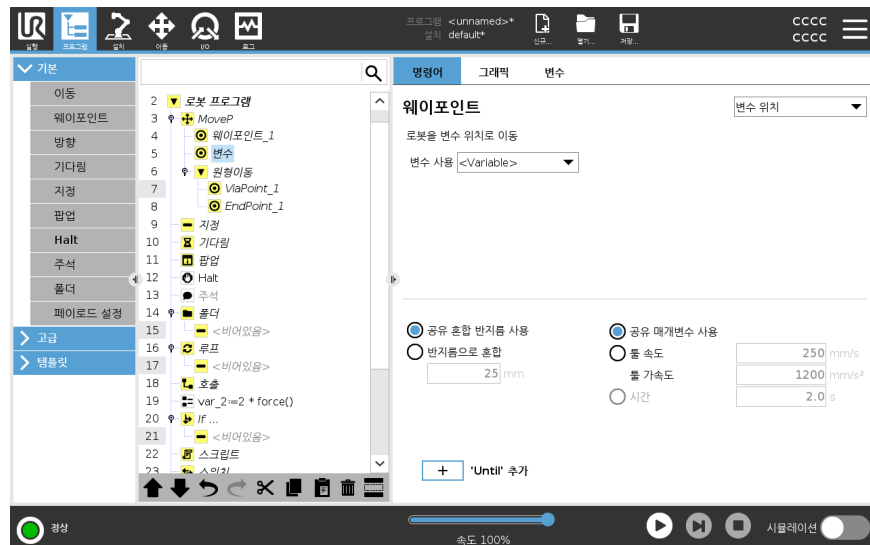 프로그램 <unnamed>*
설치 default*
cccc
cccc
실행
프로그램
설치
이동
I/O
로그
신규...
열기...
저장...
기본
이동
웨이포인트
방향
기다림
지정
팝업
Halt
주석
폴더
페이로드 설정
고급
템플릿
2 로봇 프로그램
3 MoveP
4 웨이포인트_1
5 변수
6 원형이동
7 ViaPoint_1
8 EndPoint_1
9 지정
10 기다림
11 팝업
12 Halt
13 주석
14 폴더
15 <비어있음>
16 루프
17 <비어있음>
18 호출
19 var_2≔2 * force()
20 If ...
21 <비어있음>
22 스크립트
23 스위치
명령어 그래픽 변수
웨이포인트
변수 위치
로봇을 변수 위치로 이동
변수 사용 <Variable>
공유 혼합 반지름 사용
반지름으로 혼합
25 mm
공유 매개변수 사용
툴 속도 250 mm/s
툴 가속도 1200 mm/s²
시간 2.0 s
+ 'Until' 추가
정상
속도 100%
시뮬레이션